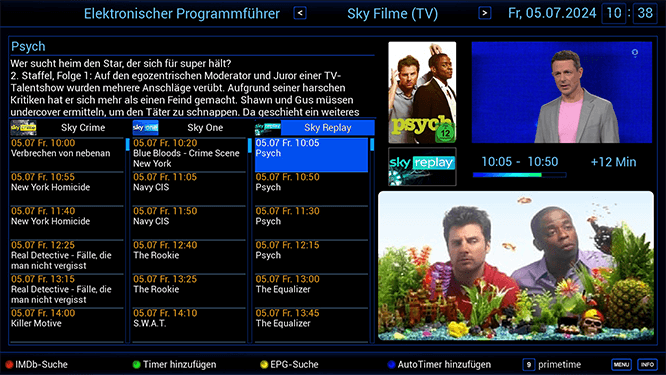 Elektronischer Programmführer < Sky Filme (TV) > Fr, 05.07.2024 10 : 38
Psych
Wer sucht heim den Star, der sich für super hält?
2. Staffel, Folge 1: Auf den egozentrischen Moderator und Juror einer TV-
Talentshow wurden mehrere Anschläge verübt. Aufgrund seiner harschen
Kritiken hat er sich mehr als einen Feind gemacht. Shawn und Gus müssen
undercover ermitteln, um den Täter zu schnappen. Da geschieht ein weiteres
psych
12
sky crime Sky Crime
sky one Sky One
sky replay Sky Replay
sky replay
10:05 - 10:50 +12 Min
05.07 Fr. 10:00
Verbrechen von nebenan
05.07 Fr. 10:55
New York Homicide
05.07 Fr. 11:40
New York Homicide
05.07 Fr. 12:25
Real Detective - Fälle, die
man nicht vergisst
05.07 Fr. 13:15
Real Detective - Fälle, die
man nicht vergisst
05.07 Fr. 14:00
Killer Motive
05.07 Fr. 10:20
Blue Bloods - Crime Scene
New York
05.07 Fr. 11:05
Navy CIS
05.07 Fr. 11:50
Navy CIS
05.07 Fr. 12:40
The Rookie
05.07 Fr. 13:25
The Rookie
05.07 Fr. 14:10
S.W.A.T.
05.07 Fr. 10:05
Psych
05.07 Fr. 10:50
Psych
05.07 Fr. 11:30
Psych
05.07 Fr. 12:15
Psych
05.07 Fr. 13:00
The Equalizer
05.07 Fr. 13:45
The Equalizer
IMDb-Suche
Timer hinzufügen
EPG-Suche
AutoTimer hinzufügen
9 primetime
MENU
INFO